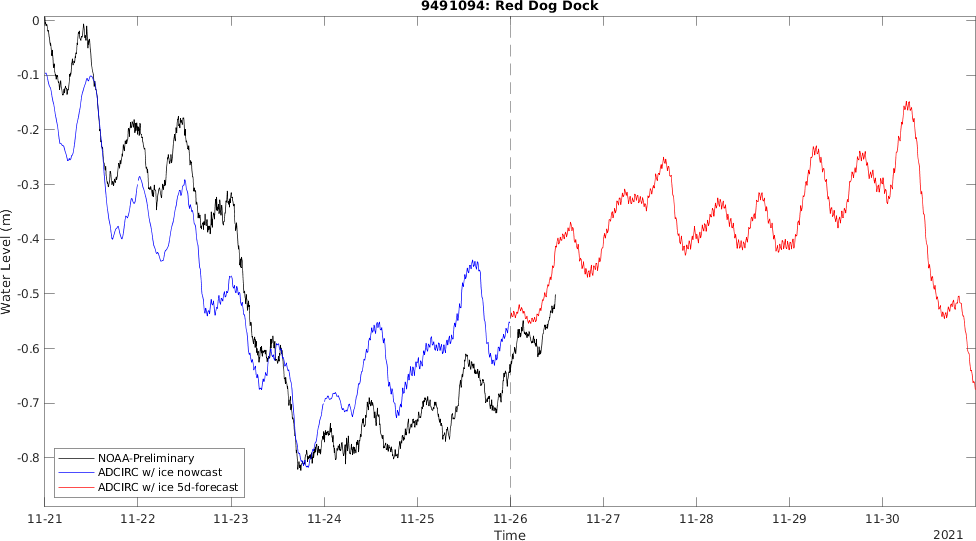 9491094: Red Dog Dock
0
-0.1
-0.2
-0.3
-0.4
-0.5
-0.6
-0.7
-0.8
Water Level (m)
NOAA-Preliminary
ADCIRC w/ ice nowcast
ADCIRC w/ ice 5d-forecast
11-21 11-22 11-23 11-24 11-25 11-26 11-27 11-28 11-29 11-30
Time
2021